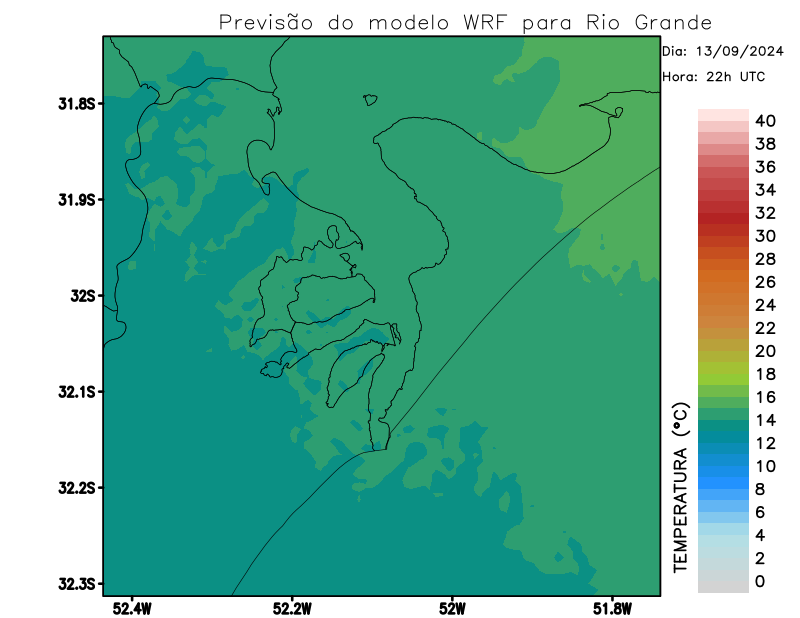 Previsão do modelo WRF para Rio Grande
Dia: 13/09/2024
Hora: 22h UTC
31.8S
31.9S
32S
32.1S
32.2S
32.3S
52.4W
52.2W
52W
51.8W
TEMPERATURA (°C)
40
38
36
34
32
30
28
26
24
22
20
18
16
14
12
10
8
6
4
2
0